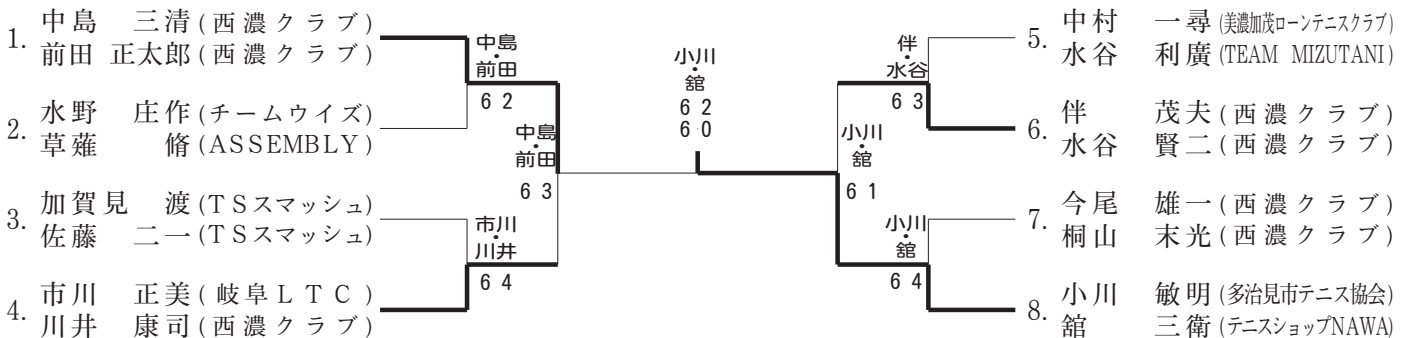 1. 中島 三清(西濃クラブ)
前田 正太郎(西濃クラブ)
2. 水野 庄作(チームウイズ)
草薙 脩(ASSEMBLY)
3. 加賀見 渡(TSスマッシュ)
佐藤 二一(TSスマッシュ)
4. 市川 正美(岐阜LTC)
川井 康司(西濃クラブ)
中島・前田
6 2
市川・川井
6 4
中島・前田
6 3
小川・舘
6 2
6 0
小川・舘
6 1
伴・水谷
6 3
小川・舘
6 4
5. 中村 一尋(美濃加茂ローンテニスクラブ)
水谷 利廣(TEAM MIZUTANI)
6. 伴 茂夫(西濃クラブ)
水谷 賢二(西濃クラブ)
7. 今尾 雄一(西濃クラブ)
桐山 末光(西濃クラブ)
8. 小川 敏明(多治見市テニス協会)
舘 三衛(テニスショップNAWA)